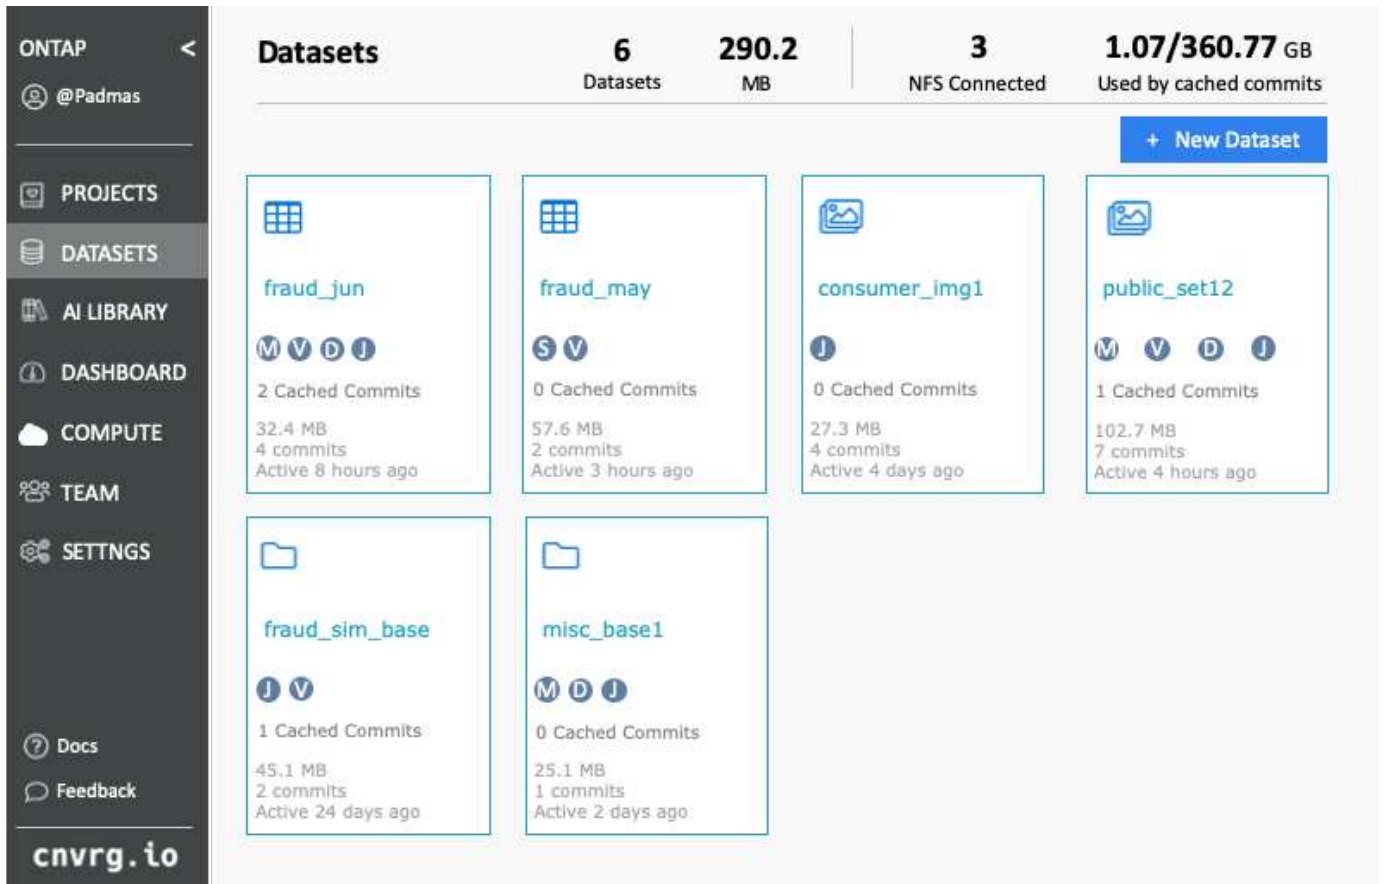 ONTAP <
@Padmas
PROJECTS
DATASETS
AI LIBRARY
DASHBOARD
COMPUTE
TEAM
SETTNGS
Docs
Feedback
cnvrg.io
Datasets
6
Datasets
290.2
MB
3
NFS Connected
1.07/360.77 GB
Used by cached commits
+ New Dataset
fraud_jun
M V D J
2 Cached Commits
32.4 MB
4 commits
Active 8 hours ago
fraud_may
S V
0 Cached Commits
57.6 MB
2 commits
Active 3 hours ago
consumer_img1
J
0 Cached Commits
27.3 MB
4 commits
Active 4 days ago
public_set12
M V D J
1 Cached Commits
102.7 MB
7 commits
Active 4 hours ago
fraud_sim_base
J V
1 Cached Commits
45.1 MB
2 commits
Active 24 days ago
misc_base1
M D J
0 Cached Commits
25.1 MB
1 commits
Active 2 days ago